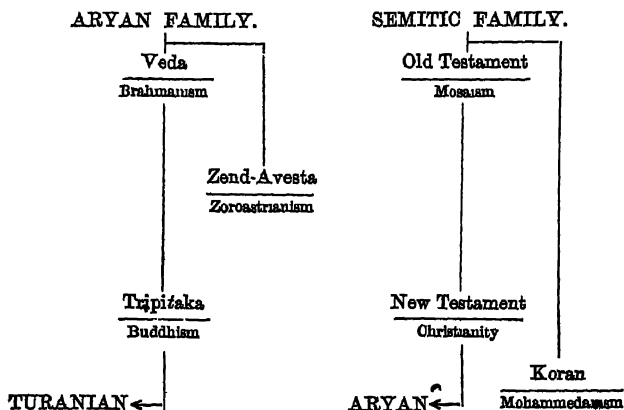 ARYAN FAMILY.
Veda
Brahmanism
Zend-Avesta
Zoroastrianism
Tripitaka
Buddhism
TURANIAN
SEMITIC FAMILY.
Old Testament
Mosaism
New Testament
Christianity
ARYAN
Koran
Mohammedanism